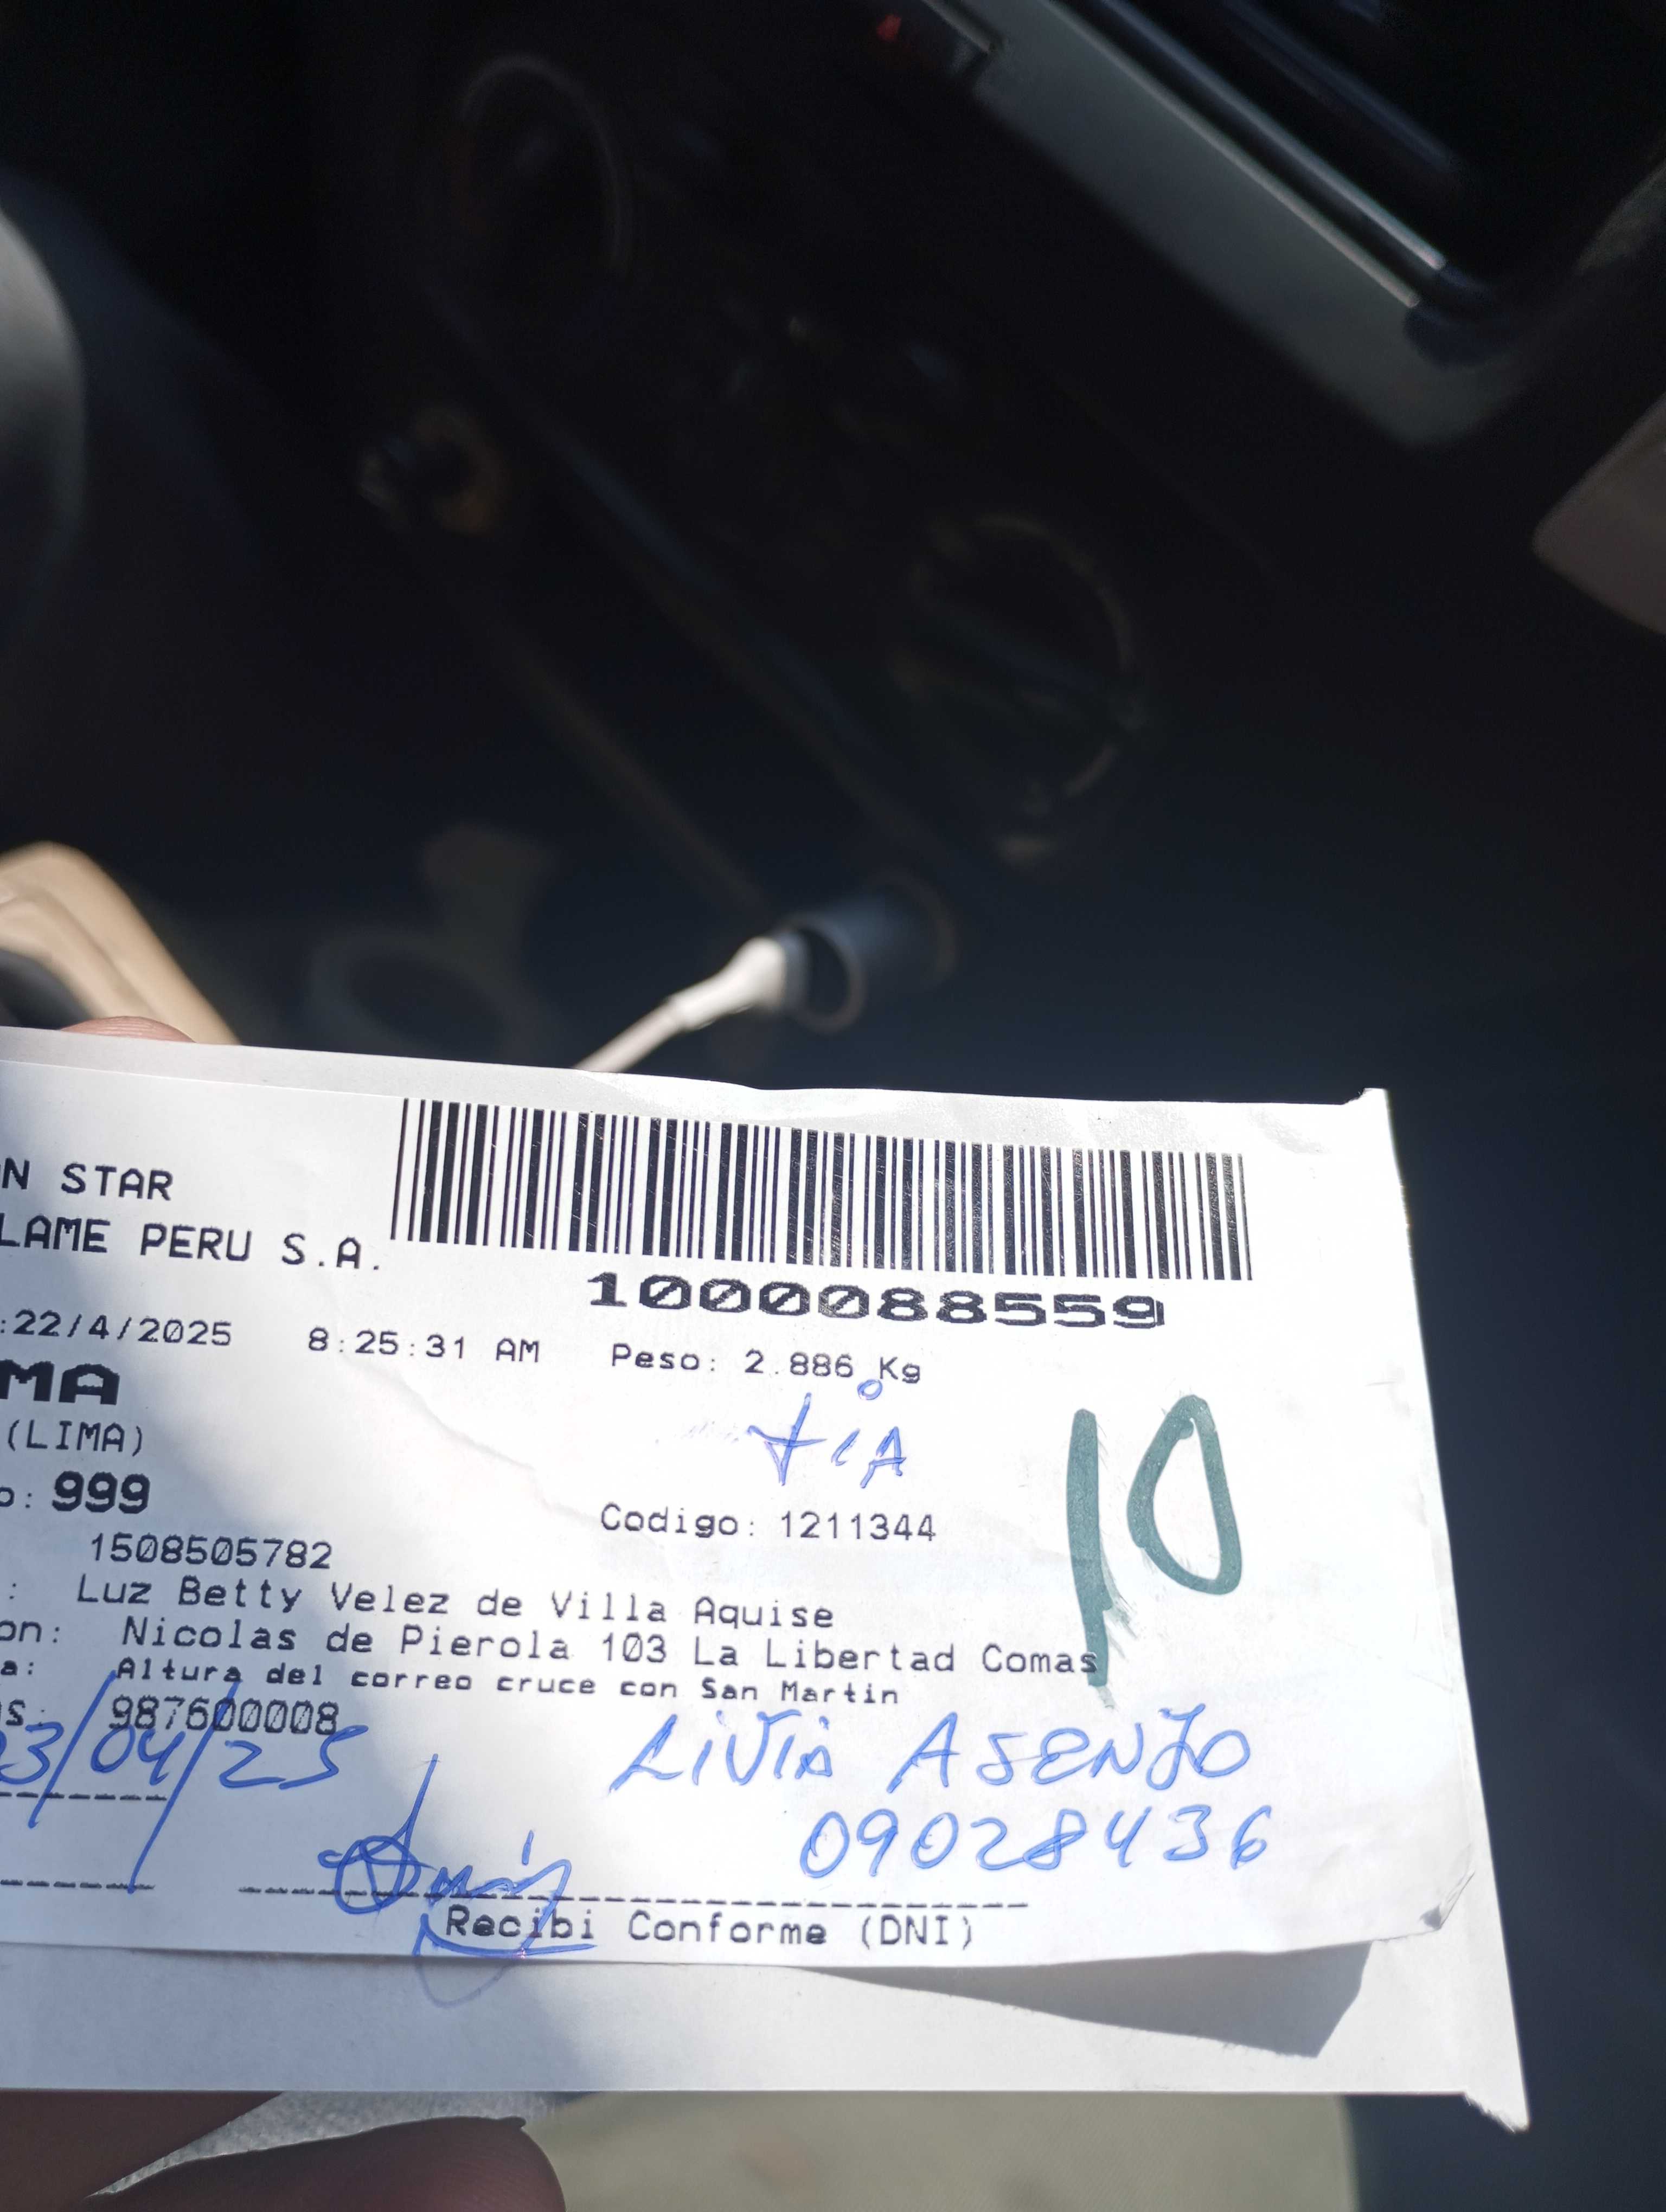 N STAR
LAME PERU S.A.
1000088559
:22/4/2025 8:25:31 AM Peso: 2.886 Kg
MA
(LIMA)
tiA
10
o: 999
Codigo: 1211344
1508505782
: Luz Betty Velez de Villa Aquise
on: Nicolas de Pierola 103 La Libertad Comas
a: Altura del correo cruce con San Martin
s: 987600008
3/04/25
LiViA ASENJO
09028436
Recibi Conforme (DNI)